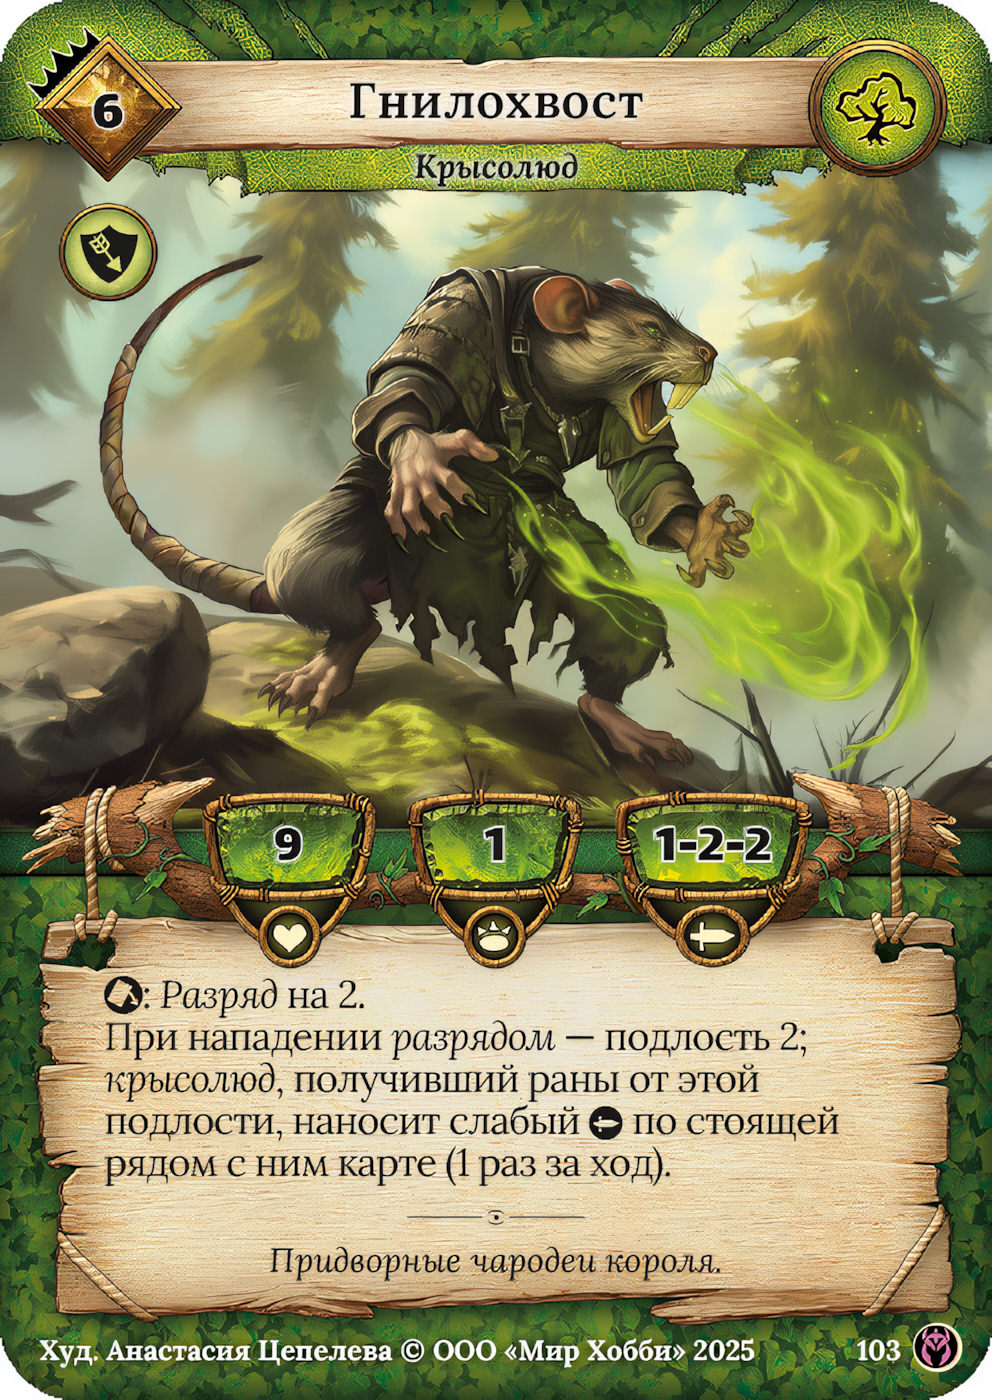 6
Гнилохвост
Крысолюд
9
1
1-2-2
: Разряд на 2.
При нападении разрядом — подлость 2;
крысолюд, получивший раны от этой
подлости, наносит слабый по стоящей
рядом с ним карте (1 раз за ход).
Придворные чародеи короля.
Худ. Анастасия Цепелева © ООО «Мир Хобби» 2025
103